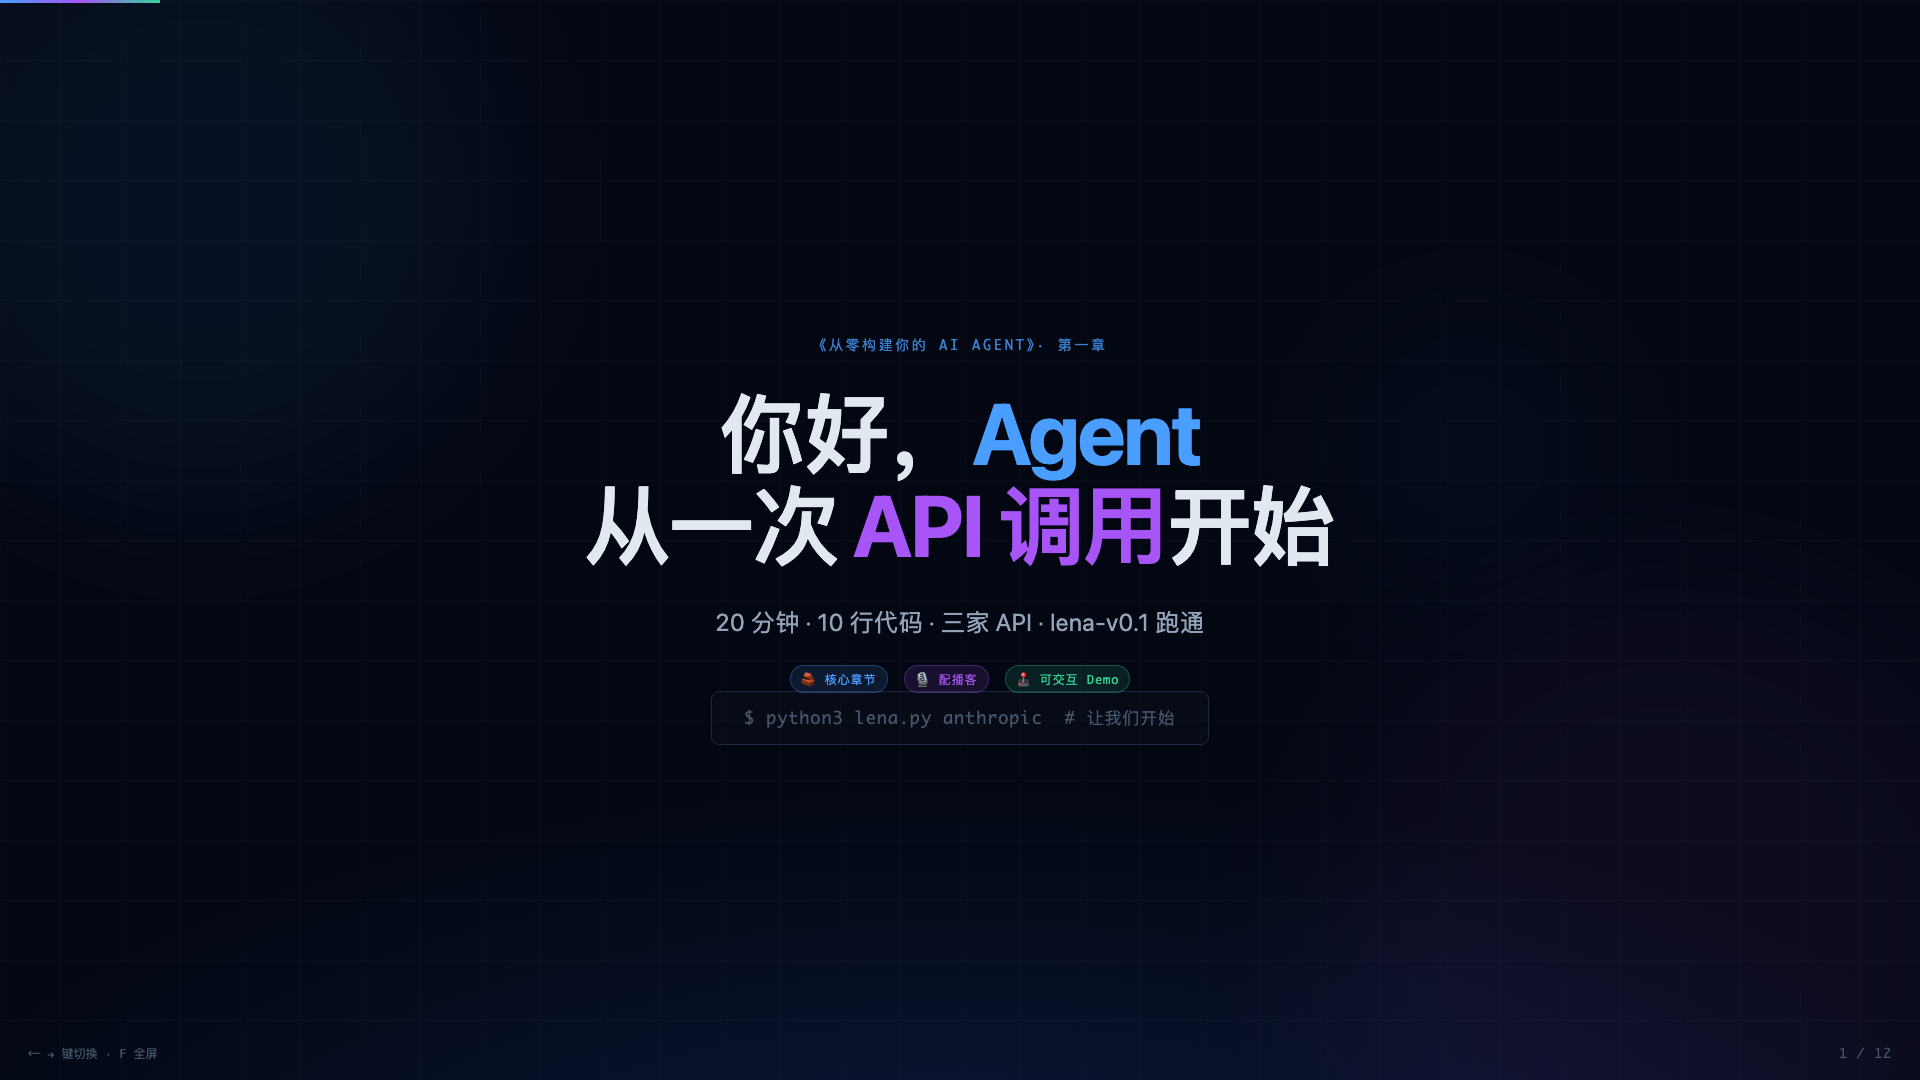 《从零构建你的 AI AGENT》· 第一章
你好，Agent
从一次 API 调用开始
20 分钟 · 10 行代码 · 三家 API · lena-v0.1 跑通
核心章节
配播客
可交互 Demo
$ python3 lena.py anthropic # 让我们开始
← → 键切换 · F 全屏
1 / 12